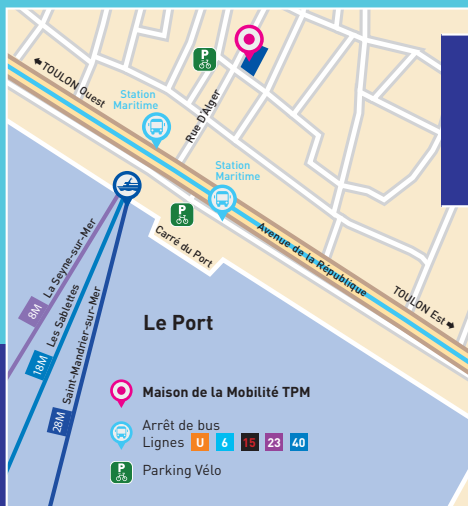 P
TOULON Ouest
Station
Maritime
Rue D'Alger
Station
Maritime
P
Carré du Port
Avenue de la République
TOULON Est
8M La Seyne-sur-Mer
18M Les Sablettes
28M Saint-Mandrier-sur-Mer
Le Port
Maison de la Mobilité TPM
Arrêt de bus
Lignes U 6 15 23 40
P Parking Vélo